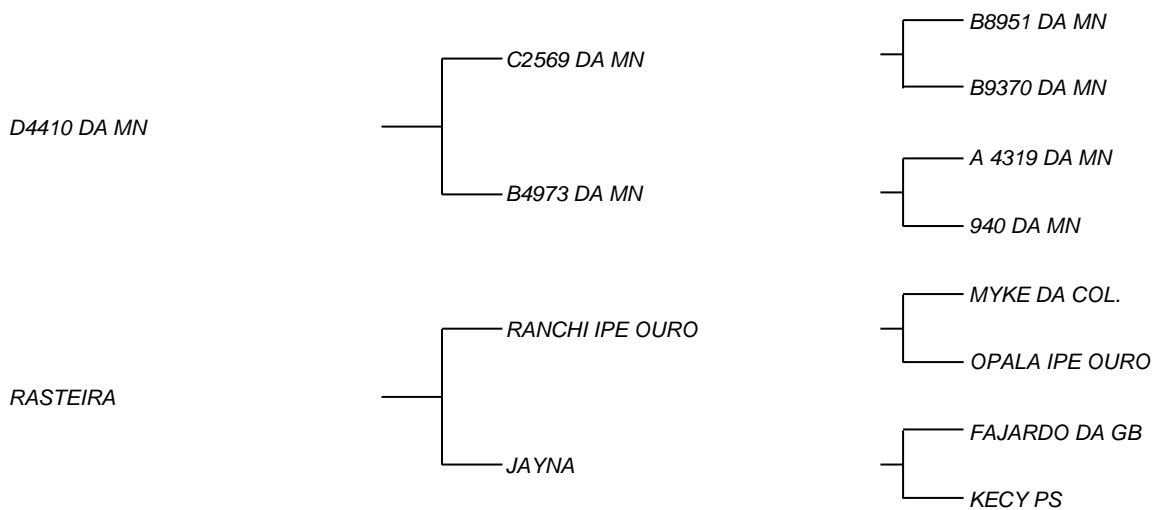 B8951 DA MN
C2569 DA MN
B9370 DA MN
D4410 DA MN
A 4319 DA MN
B4973 DA MN
940 DA MN
MYKE DA COL.
RANCHI IPE OURO
OPALA IPE OURO
RASTEIRA
FAJARDO DA GB
JAYNA
KECY PS